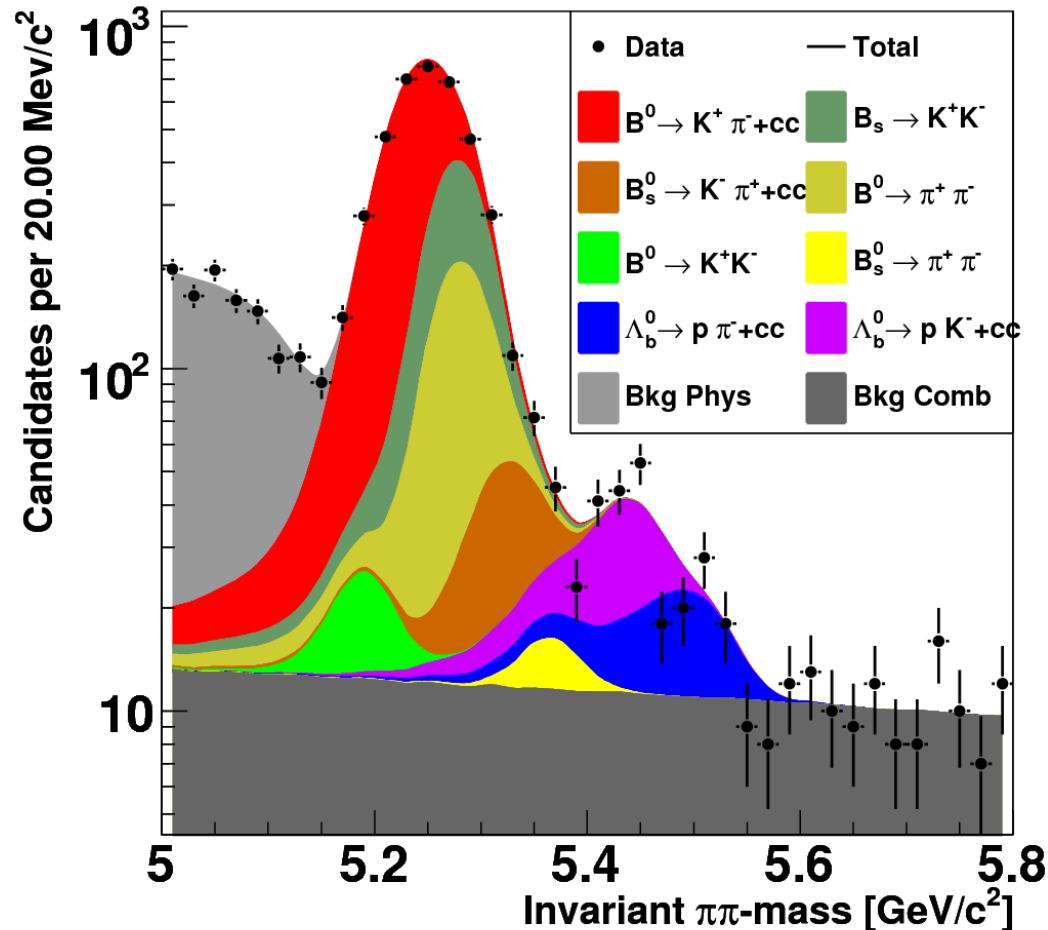 10³
Candidates per 20.00 Mev/c²
10²
10
Data
Total
B⁰ → K⁺ π⁻+cc
Bₛ → K⁺K⁻
B⁰ₛ → K⁻ π⁺+cc
B⁰ → π⁺ π⁻
B⁰ → K⁺K⁻
B⁰ₛ → π⁺ π⁻
Λ⁰_b → p π⁻+cc
Λ⁰_b → p K⁻+cc
Bkg Phys
Bkg Comb
5 5.2 5.4 5.6 5.8
Invariant ππ-mass [GeV/c²]